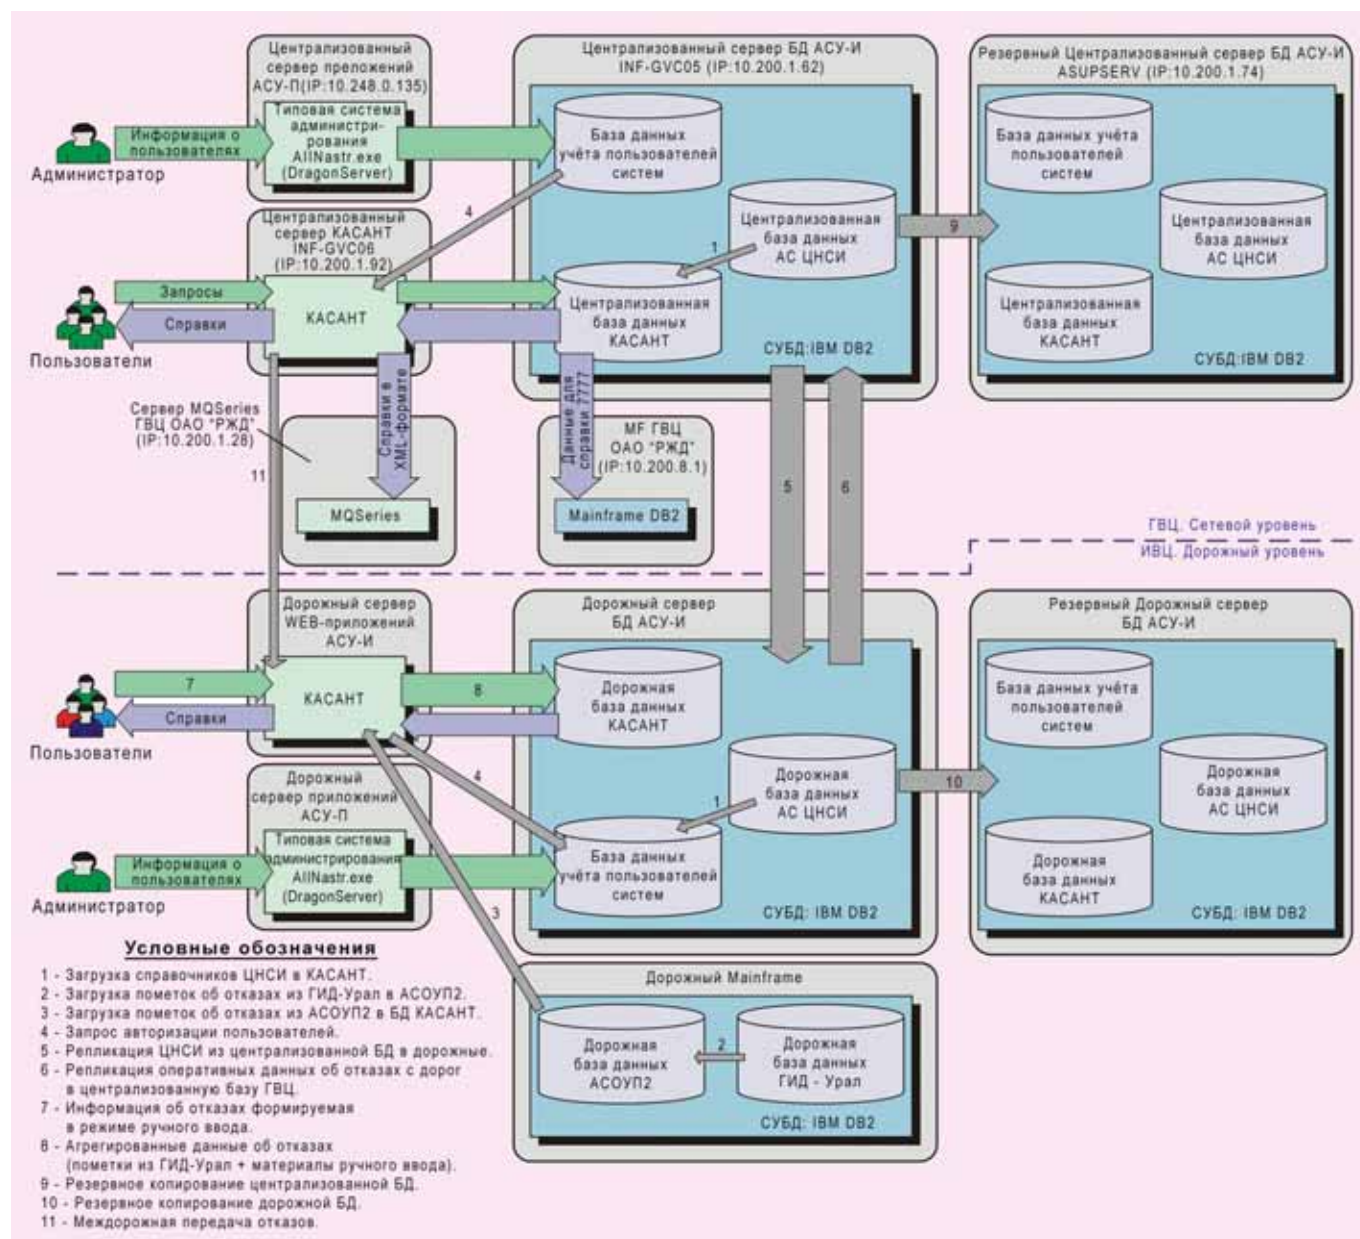 Централизованный
сервер преложений
АСУ-П(IP:10.248.0.135)
Типовая система
администри-
рования
AllNastr.exe
(DragonServer)
Информация о
пользователях
Администратор
Централизованный сервер БД АСУ-И
INF-GVC05 (IP:10.200.1.62)
База данных
учёта пользователей
систем
Централизованная
база данных
АС ЦНСИ
1
Централизованная
база данных
КАСАНТ
СУБД:IBM DB2
Резервный Централизованный сервер БД АСУ-И
ASUPSERV (IP:10.200.1.74)
База данных учёта
пользователей
систем
Централизованная
база данных
АС ЦНСИ
Централизованная
база данных
КАСАНТ
СУБД:IBM DB2
9
4
Централизованный
сервер КАСАНТ
INF-GVC06
(IP:10.200.1.92)
КАСАНТ
Запросы
Справки
Пользователи
Сервер MQSeries
ГВЦ ОАО "РЖД"
(IP:10.200.1.28)
11
Справки в
XML-формате
MQSeries
Данные для
справки 7777
MF ГВЦ
ОАО "РЖД"
(IP:10.200.8.1)
Mainframe DB2
5
6
ГВЦ. Сетевой уровень
ИВЦ. Дорожный уровень
Дорожный сервер
WEB-приложений
АСУ-И
КАСАНТ
7
Справки
Пользователи
8
4
Дорожный сервер
БД АСУ-И
Дорожная
база данных
КАСАНТ
Дорожная
база данных
АС ЦНСИ
1
База данных
учёта пользователей
систем
СУБД: IBM DB2
10
Резервный Дорожный сервер
БД АСУ-И
База данных учёта
пользователей
систем
Дорожная
база данных
АС ЦНСИ
Дорожная
база данных
КАСАНТ
СУБД: IBM DB2
Дорожный
сервер приложений
АСУ-П
Типовая система
администрирования
AllNastr.exe
(DragonServer)
Информация о
пользователях
Администратор
3
Дорожный Mainframe
Дорожная
база данных
АСОУП2
2
Дорожная
база данных
ГИД - Урал
СУБД: IBM DB2
Условные обозначения
1 - Загрузка справочников ЦНСИ в КАСАНТ.
2 - Загрузка пометок об отказах из ГИД-Урал в АСОУП2.
3 - Загрузка пометок об отказах из АСОУП2 в БД КАСАНТ.
4 - Запрос авторизации пользователей.
5 - Репликация ЦНСИ из централизованной БД в дорожные.
6 - Репликация оперативных данных об отказах с дорог
в централизованную базу ГВЦ.
7 - Информация об отказах формируемая
в режиме ручного ввода.
8 - Агрегированные данные об отказах
(пометки из ГИД-Урал + материалы ручного ввода).
9 - Резервное копирование централизованной БД.
10 - Резервное копирование дорожной БД.
11 - Междорожная передача отказов.